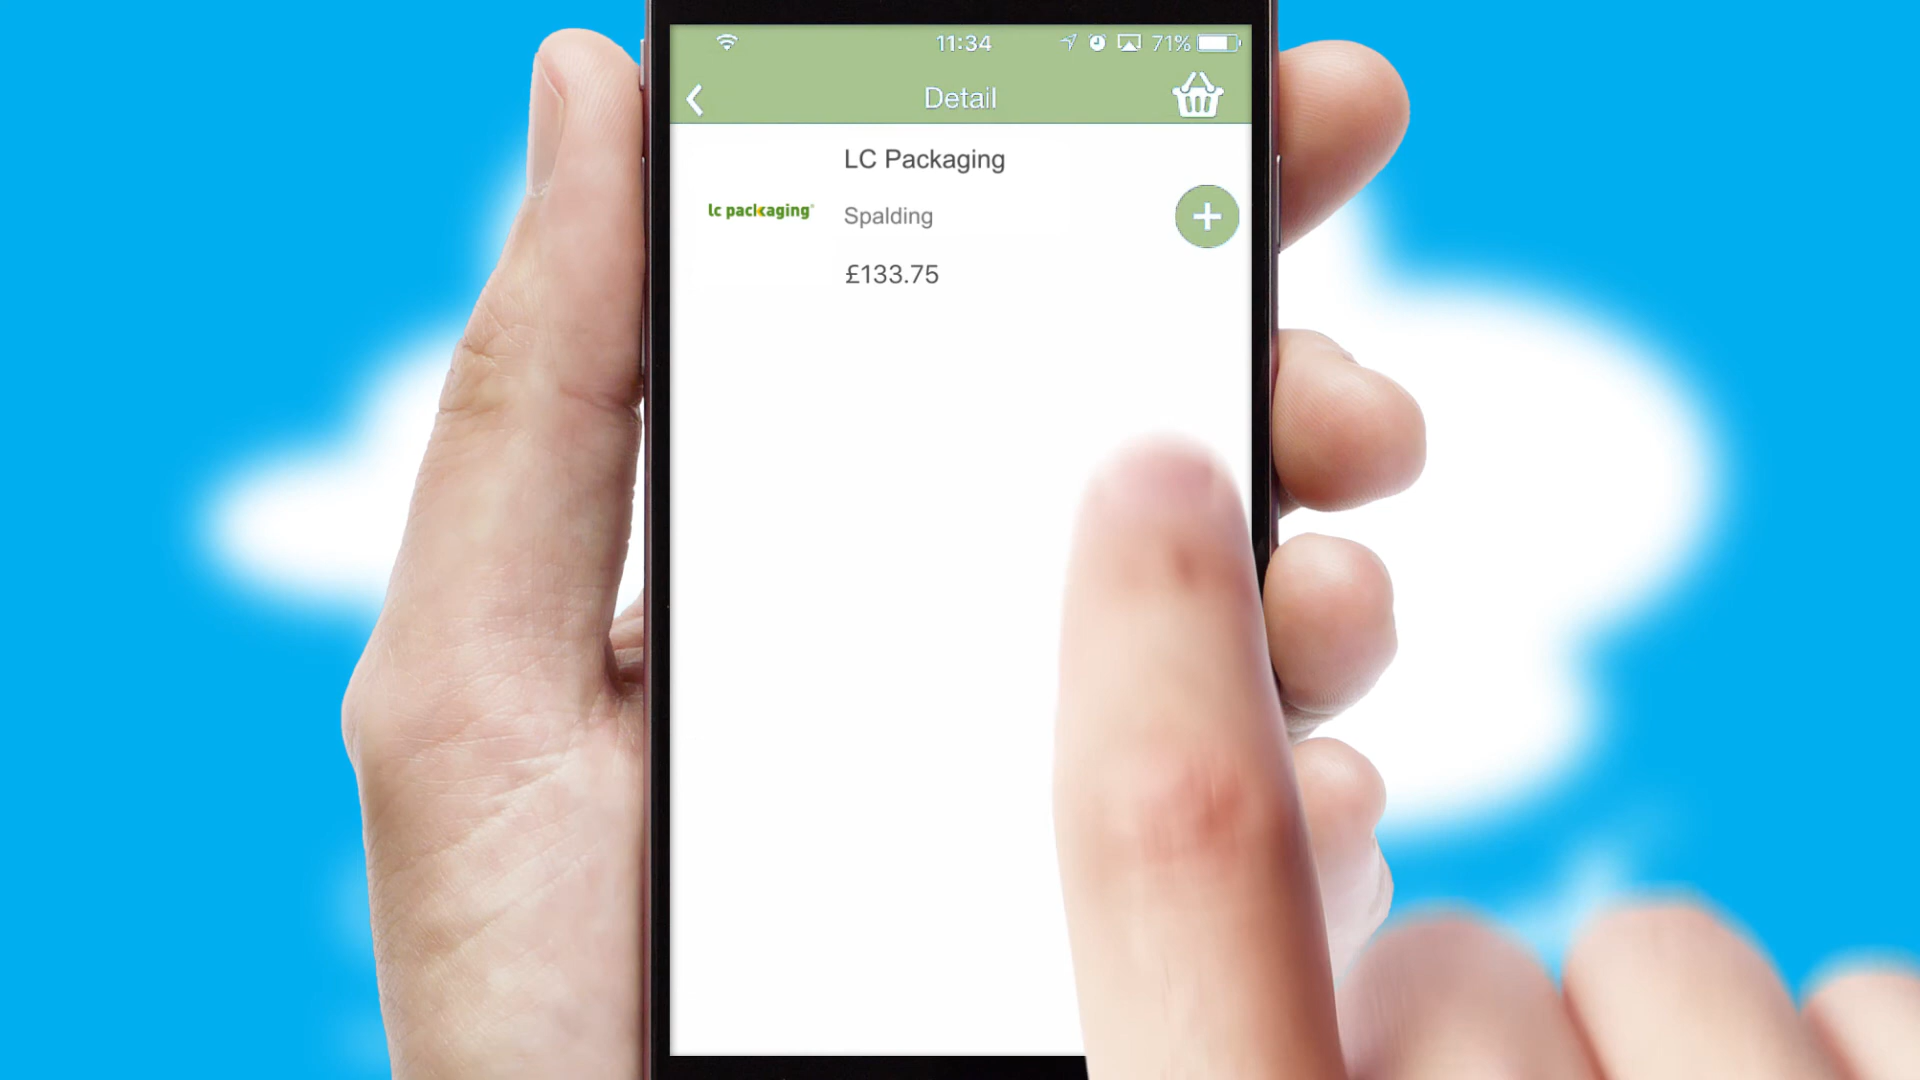 11:34
71%
Detail
LC Packaging
lc packaging
Spalding
£133.75